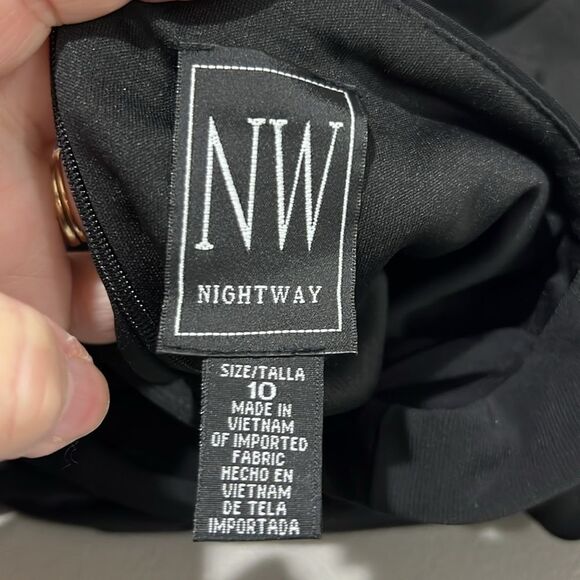 NW
NIGHTWAY
SIZE/TALLA
10
MADE IN
VIETNAM
OF IMPORTED
FABRIC
HECHO EN
VIETNAM
DE TELA
IMPORTADA